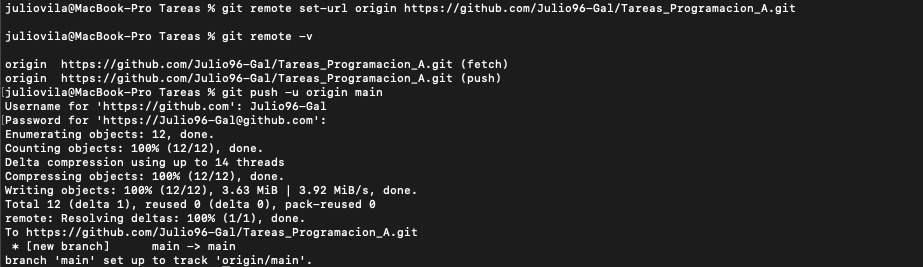 juliovila@MacBook-Pro Tareas % git remote set-url origin https://github.com/Julio96-Gal/Tareas_Programacion_A.git
juliovila@MacBook-Pro Tareas % git remote -v
origin  https://github.com/Julio96-Gal/Tareas_Programacion_A.git (fetch)
origin  https://github.com/Julio96-Gal/Tareas_Programacion_A.git (push)
[juliovila@MacBook-Pro Tareas % git push -u origin main
Username for 'https://github.com': Julio96-Gal
[Password for 'https://Julio96-Gal@github.com':
Enumerating objects: 12, done.
Counting objects: 100% (12/12), done.
Delta compression using up to 14 threads
Compressing objects: 100% (12/12), done.
Writing objects: 100% (12/12), 3.63 MiB | 3.92 MiB/s, done.
Total 12 (delta 1), reused 0 (delta 0), pack-reused 0
remote: Resolving deltas: 100% (1/1), done.
To https://github.com/Julio96-Gal/Tareas_Programacion_A.git
 * [new branch]      main -> main
branch 'main' set up to track 'origin/main'.